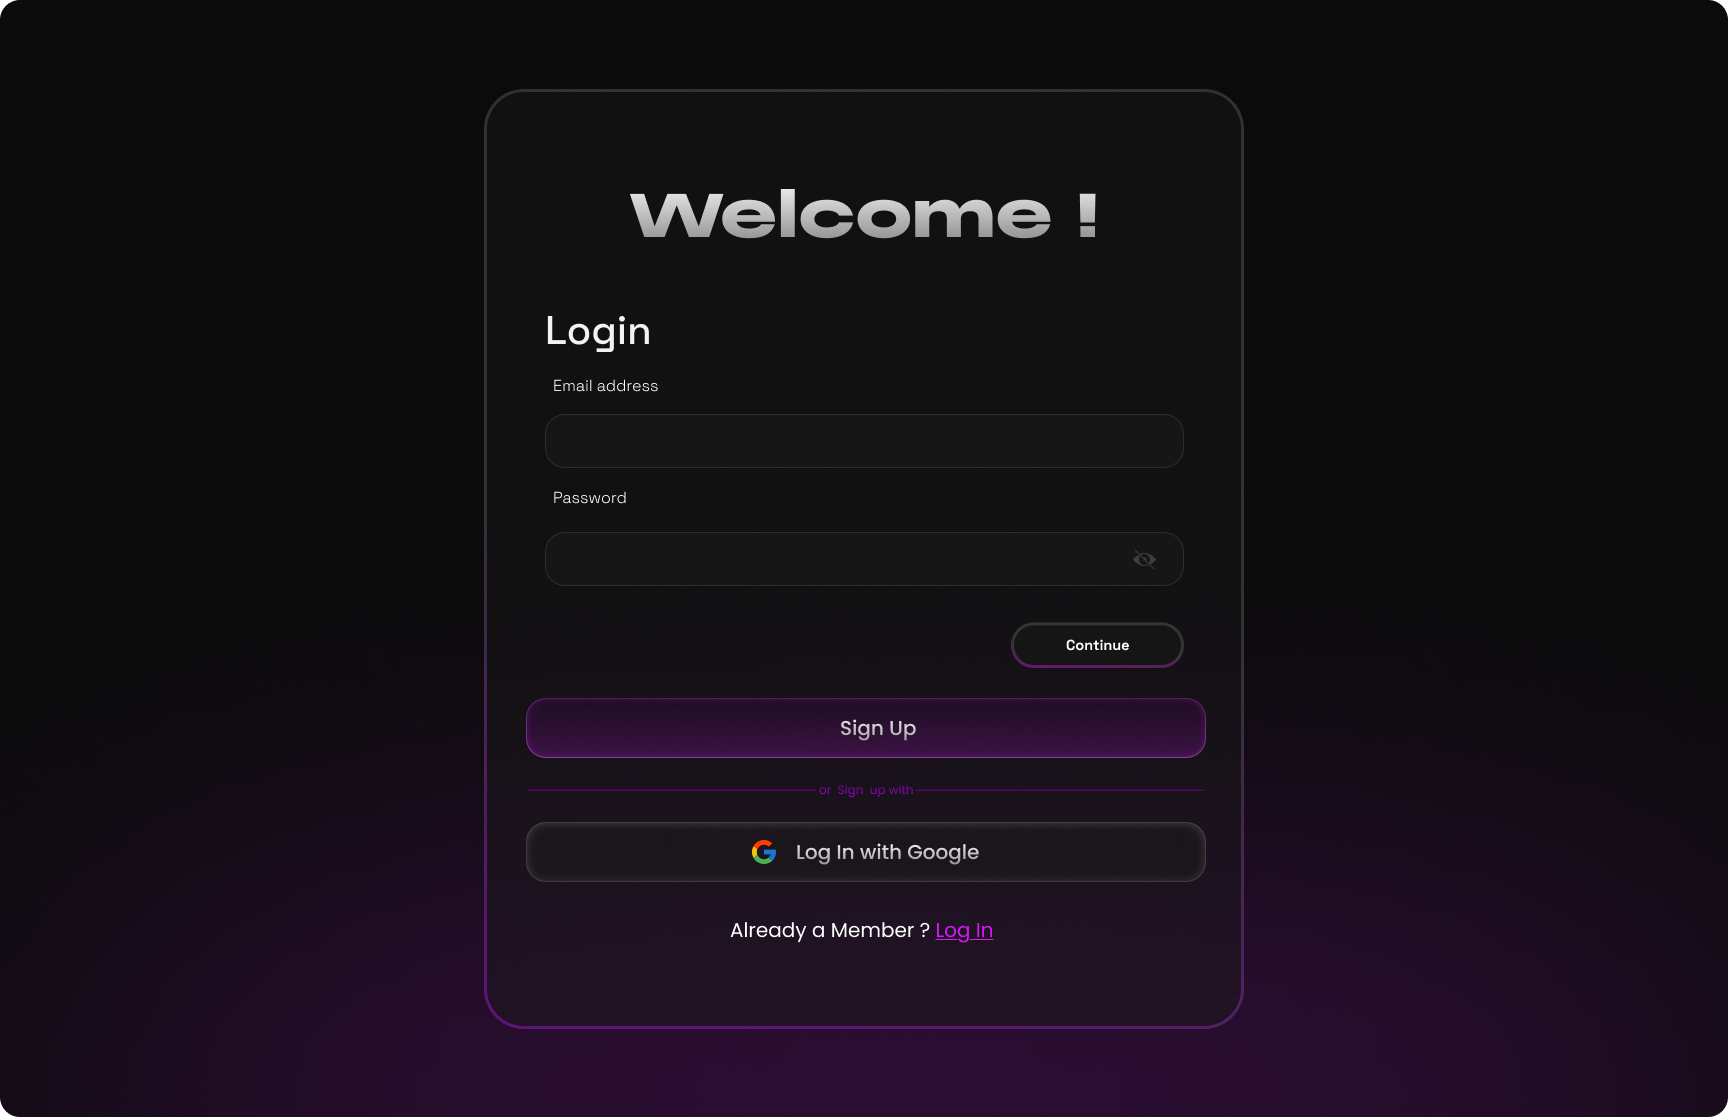 Welcome !
Login
Email address
Password
Continue
Sign Up
or Sign up with
Log In with Google
Already a Member ? Log In